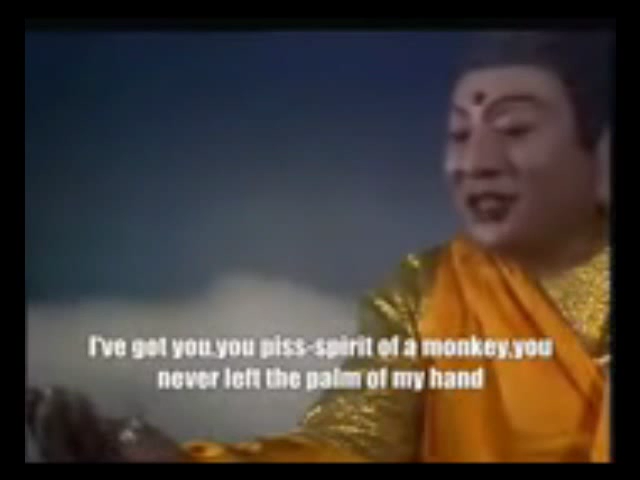 I've got you,you piss-spirit of a monkey,you
never left the palm of my hand